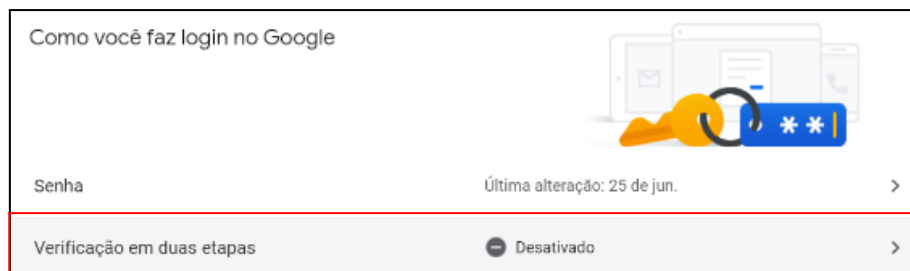 Como você faz login no Google
**
Senha Última alteração: 25 de jun.
Verificação em duas etapas Desativado